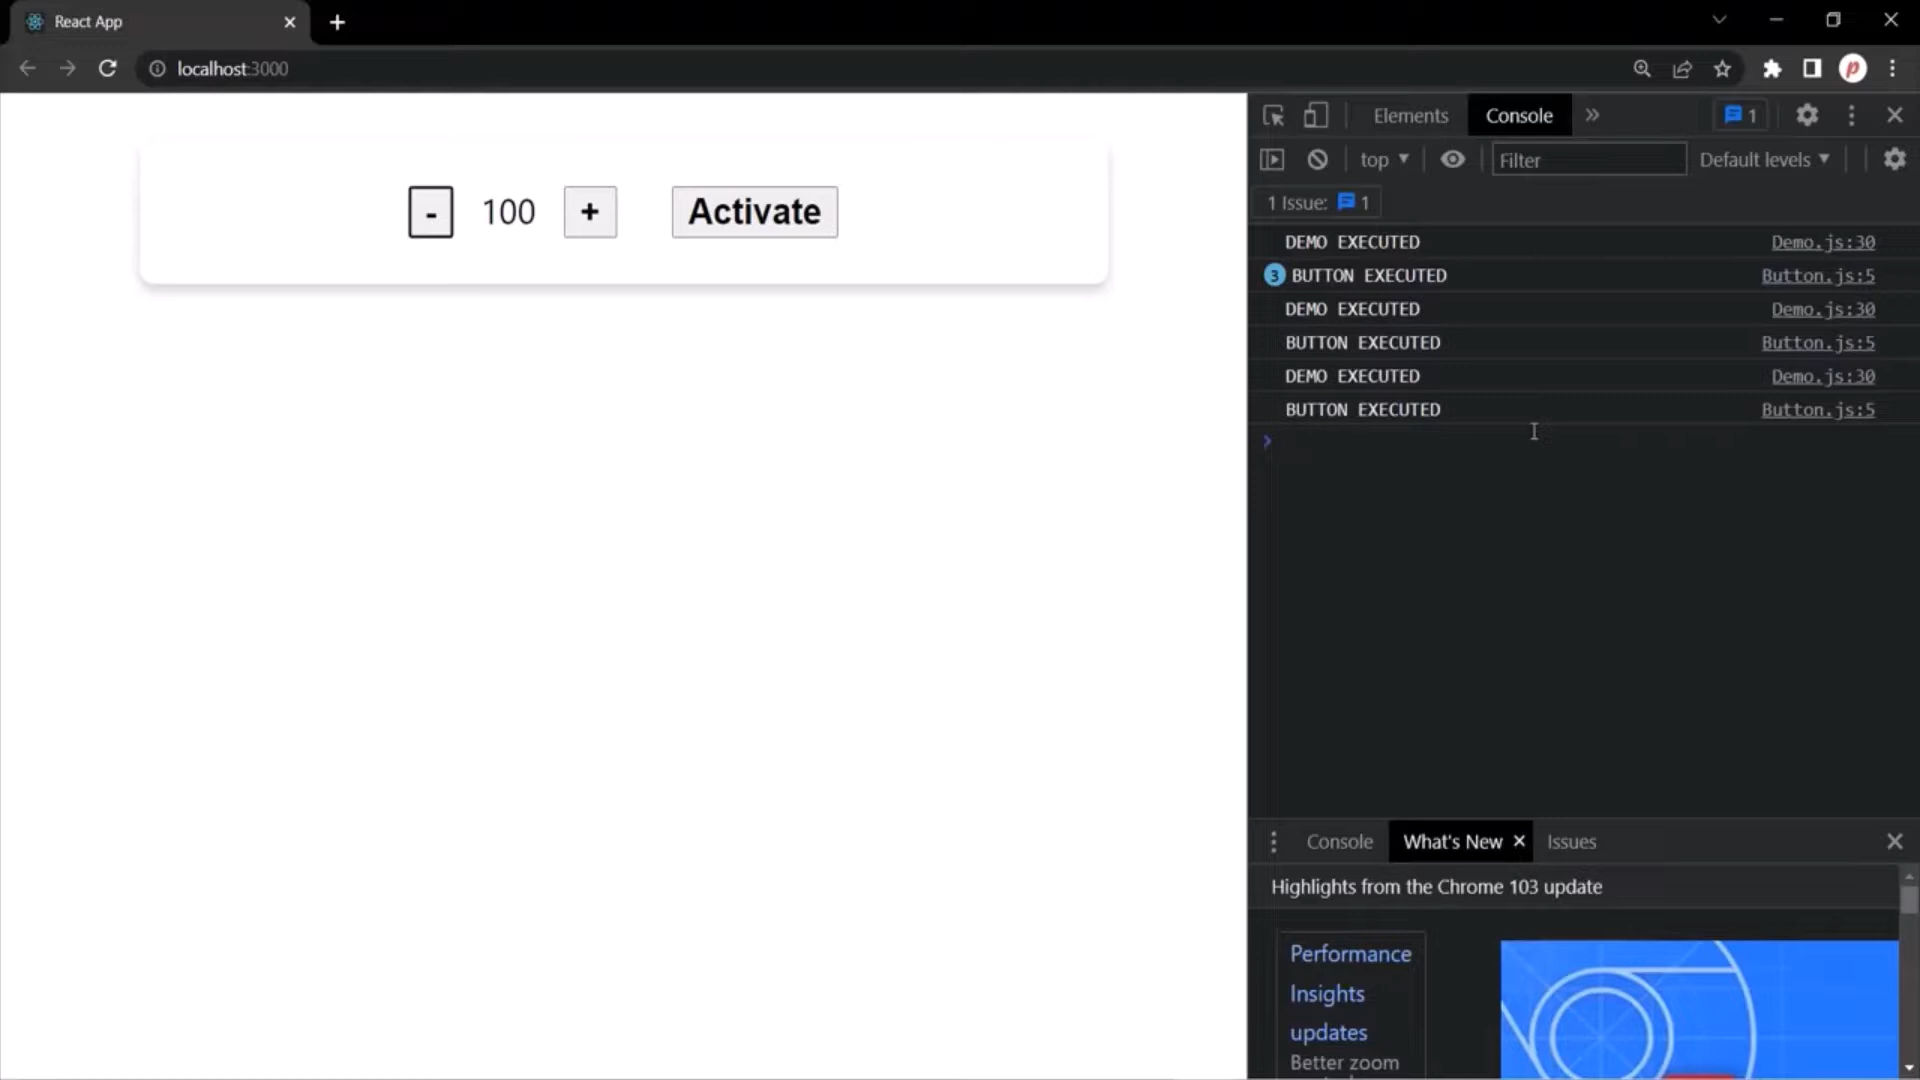 React App
localhost:3000
Elements
Console
1
top
Filter
Default levels
1 Issue: 1
- 100 + Activate
DEMO EXECUTED Demo.js:30
3 BUTTON EXECUTED Button.js:5
DEMO EXECUTED Demo.js:30
BUTTON EXECUTED Button.js:5
DEMO EXECUTED Demo.js:30
BUTTON EXECUTED Button.js:5
Console
What's New
Issues
Highlights from the Chrome 103 update
Performance
Insights
updates
Better zoom